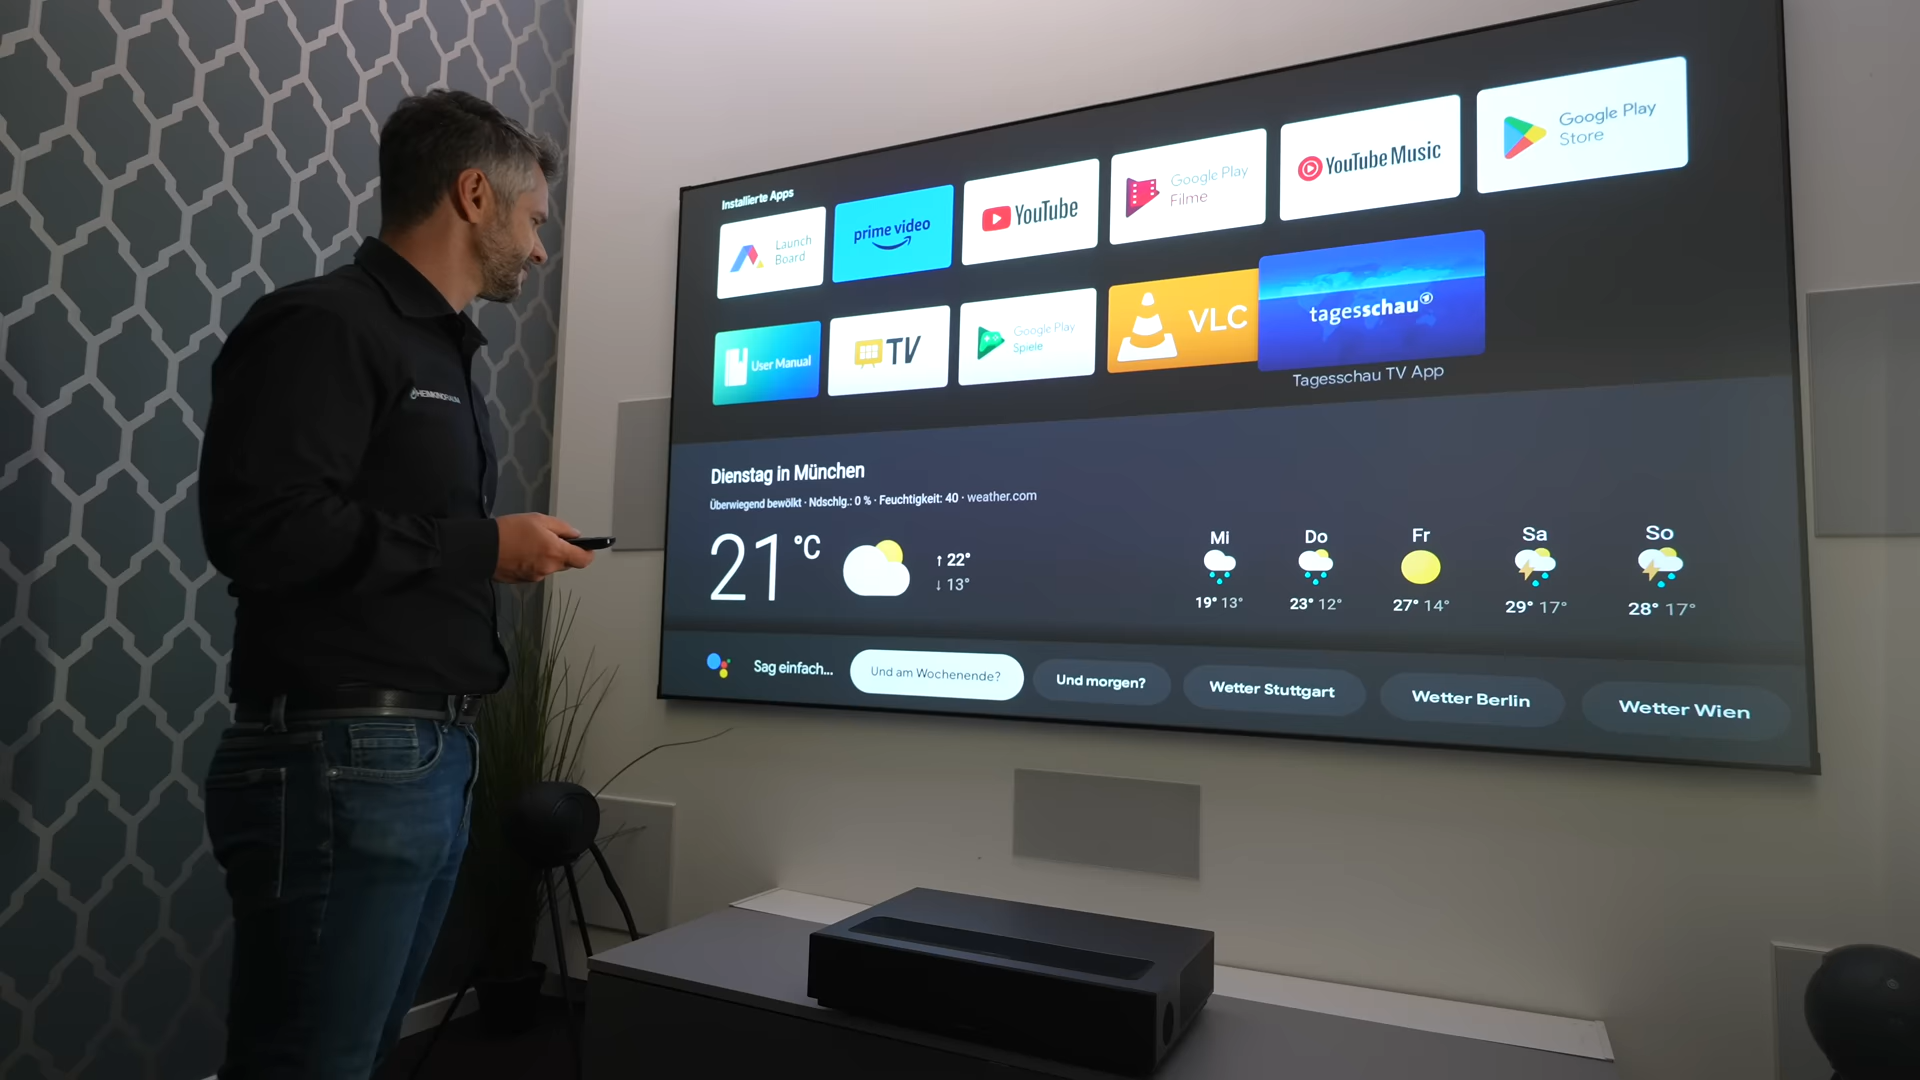 Installierte Apps
Launch
Board
prime video
YouTube
Google Play
Filme
YouTube Music
Google Play
Store
User Manual
TV
Google Play
Spiele
VLC
tagesschau
Tagesschau TV App
HEIMKINORAUM
Dienstag in München
Überwiegend bewölkt · Ndschlg.: 0 % · Feuchtigkeit: 40 · weather.com
21 °C
↑ 22°
↓ 13°
Mi
19° 13°
Do
23° 12°
Fr
27° 14°
Sa
29° 17°
So
28° 17°
Sag einfach...
Und am Wochenende?
Und morgen?
Wetter Stuttgart
Wetter Berlin
Wetter Wien